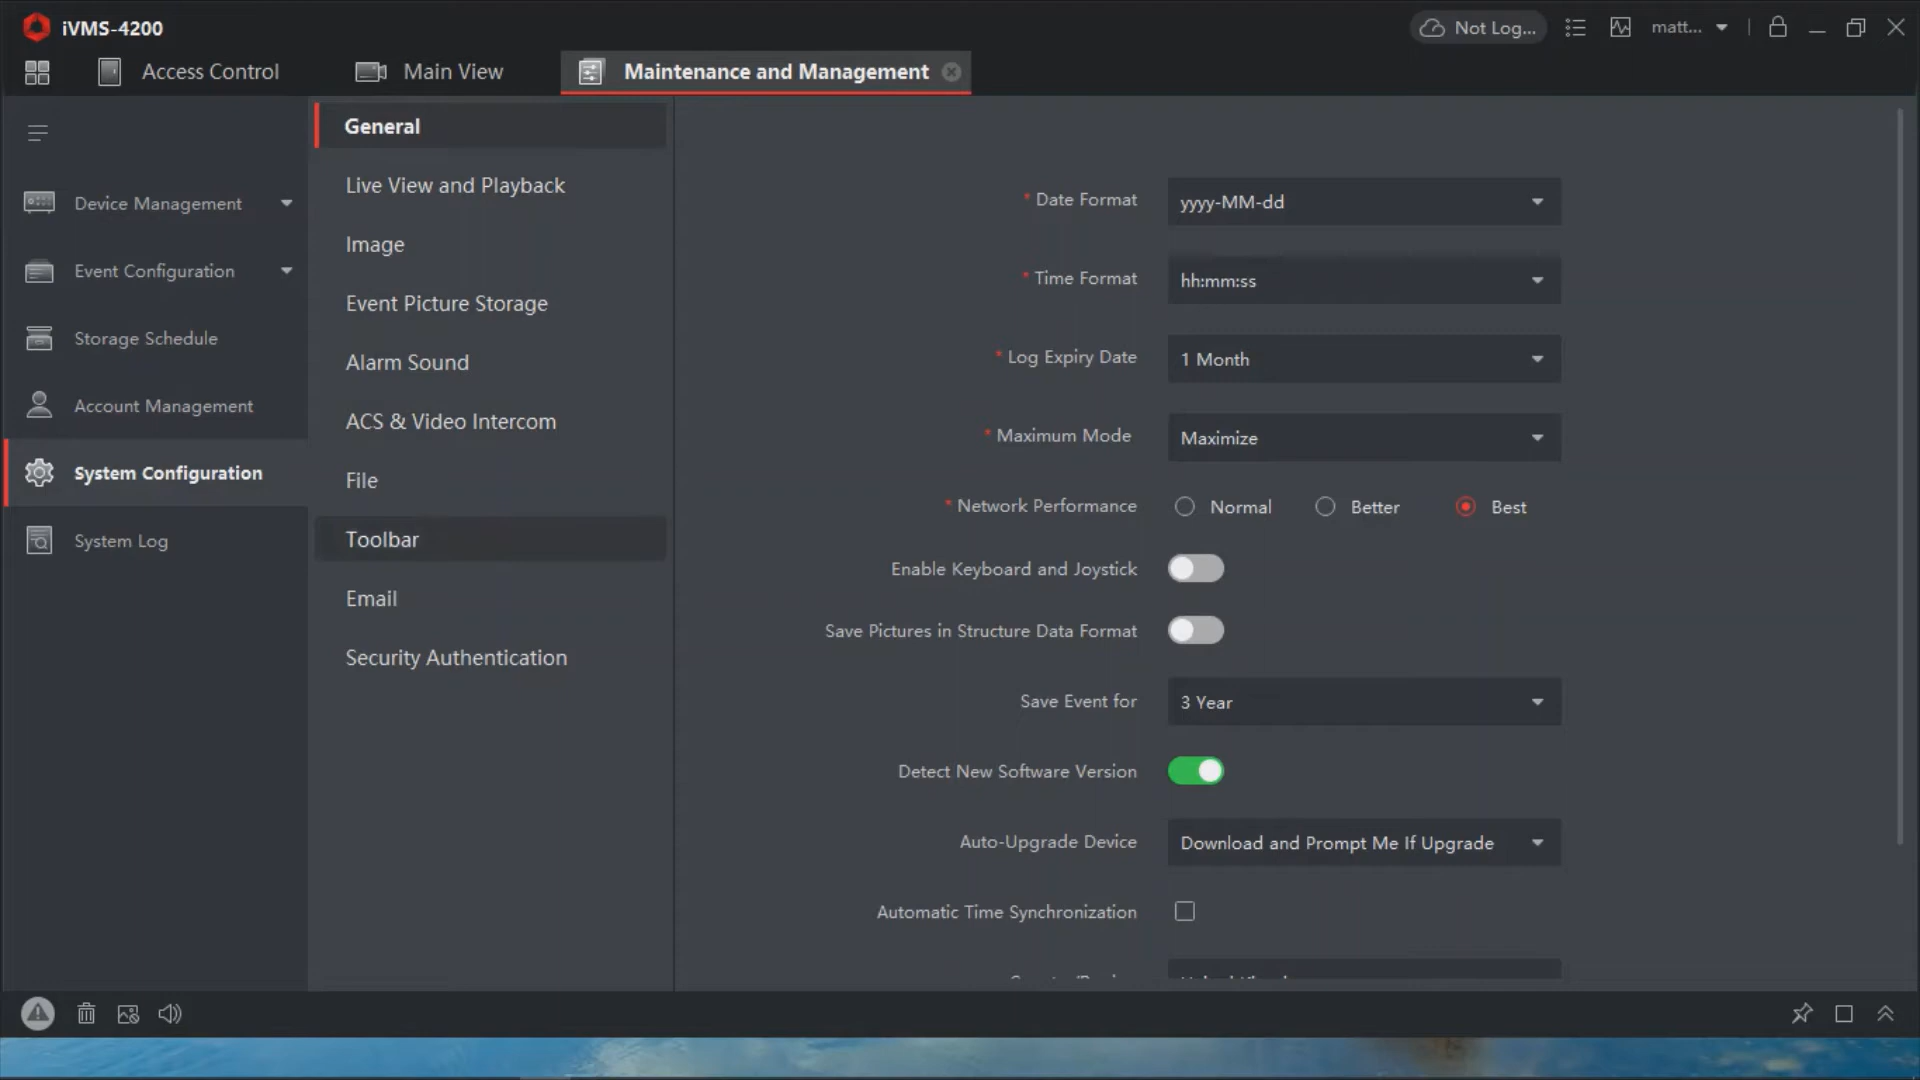 iVMS-4200
Not Log...
matt...
Access Control
Main View
Maintenance and Management
General
Live View and Playback
Image
Event Picture Storage
Alarm Sound
ACS & Video Intercom
File
Toolbar
Email
Security Authentication
Device Management
Event Configuration
Storage Schedule
Account Management
System Configuration
System Log
* Date Format yyyy-MM-dd
* Time Format hh:mm:ss
* Log Expiry Date 1 Month
* Maximum Mode Maximize
* Network Performance Normal Better Best
Enable Keyboard and Joystick
Save Pictures in Structure Data Format
Save Event for 3 Year
Detect New Software Version
Auto-Upgrade Device Download and Prompt Me If Upgrade
Automatic Time Synchronization